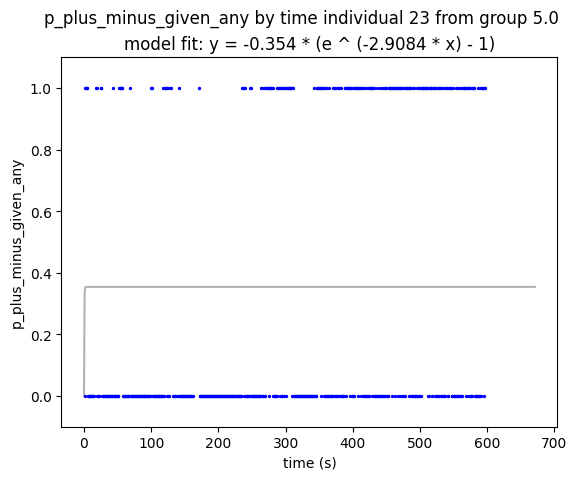 p_plus_minus_given_any by time individual 23 from group 5.0
model fit: y = -0.354 * (e ^ (-2.9084 * x) - 1)
1.0
0.8
0.6
0.4
0.2
0.0
p_plus_minus_given_any
0 100 200 300 400 500 600 700
time (s)